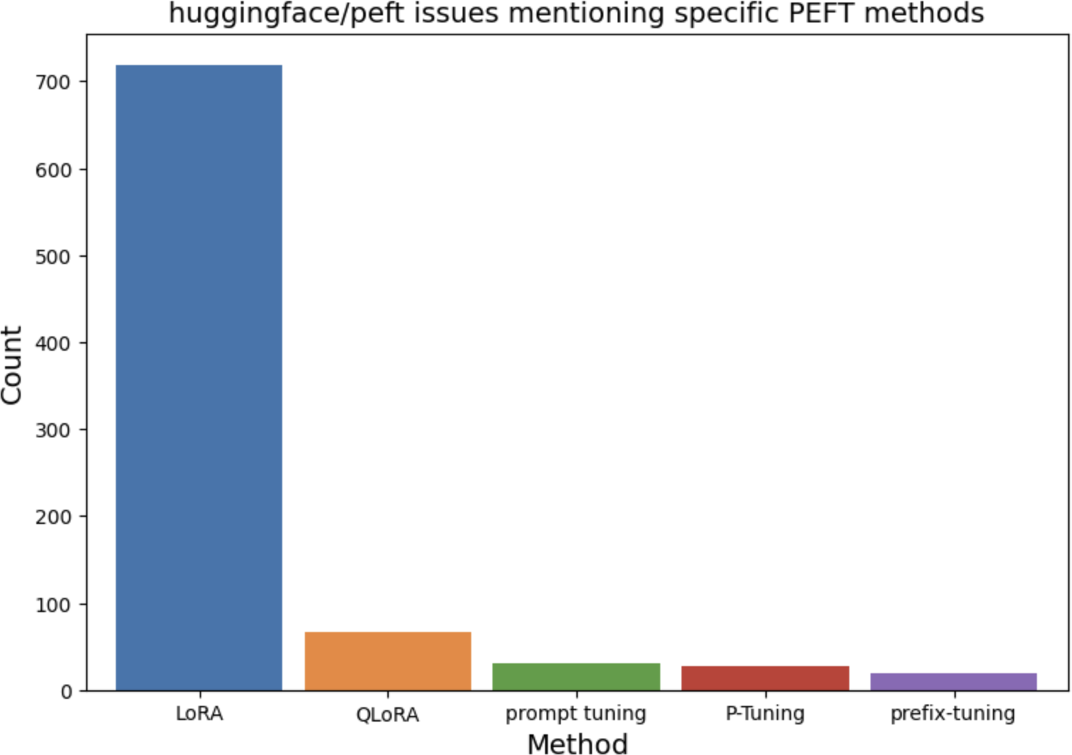 huggingface/peft issues mentioning specific PEFT methods
Count
700
600
500
400
300
200
100
0
LoRA QLoRA prompt tuning P-Tuning prefix-tuning
Method